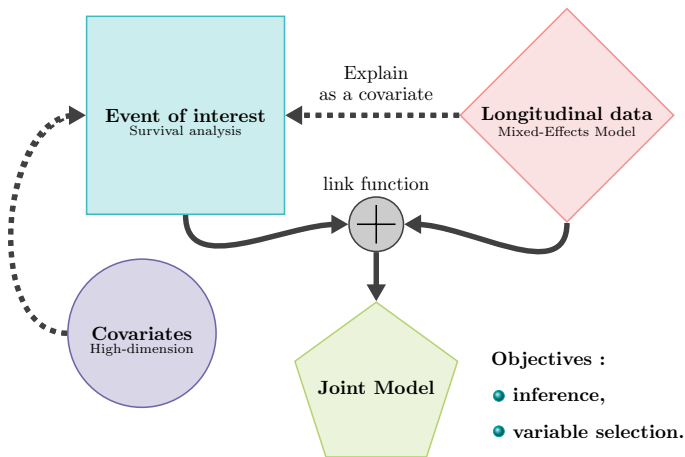 Event of interest
Survival analysis
Explain
as a covariate
Longitudinal data
Mixed-Effects Model
link function
Covariates
High-dimension
Joint Model
Objectives :
inference,
variable selection.